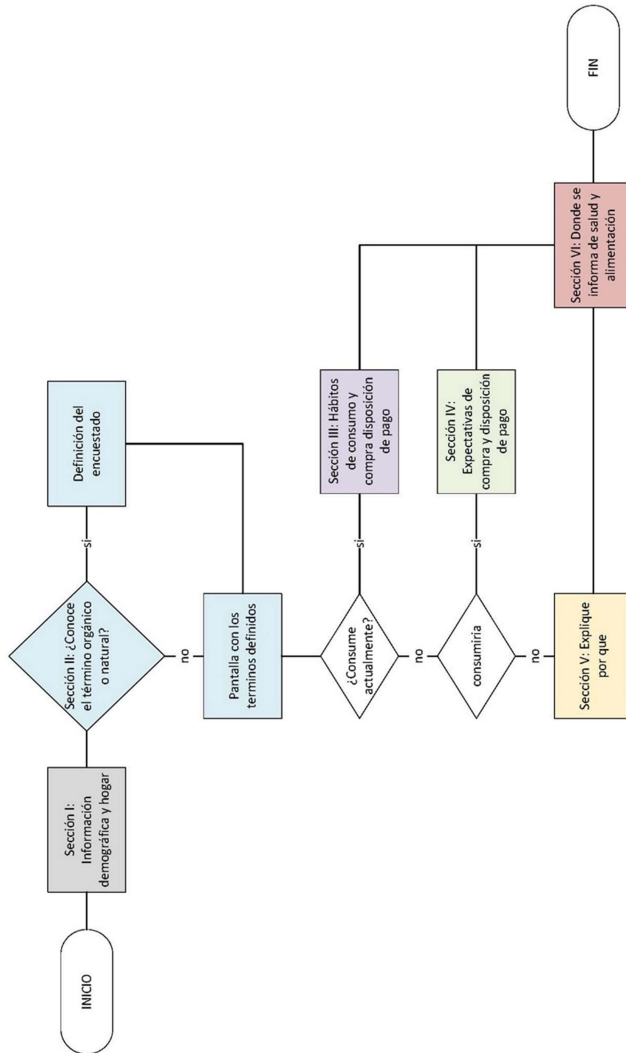 INICIO
Sección I:
Información
demográfica y hogar
Sección II: ¿Conoce
el término orgánico
o natural?
si
Definición del
encuestado
no
Pantalla con los
terminos definidos
¿Consume
actualmente?
si
Sección III: Hábitos
de consumo y
compra disposición
de pago
no
consumiria
si
Sección IV:
Expectativas de
compra y disposición
de pago
no
Sección V: Explique
por que
Sección VI: Donde se
informa de salud y
alimentación
FIN